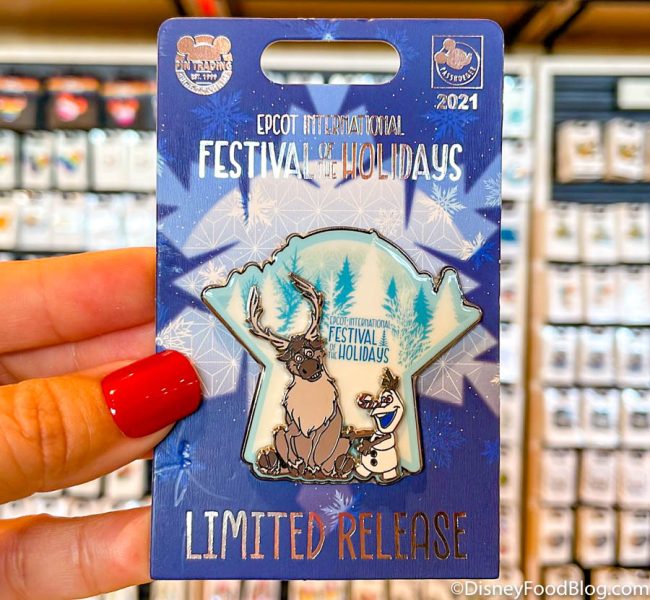 PIN TRADING
EST. 1999
PASSHOLDER
2021
EPCOT INTERNATIONAL
FESTIVAL OF THE HOLIDAYS
EPCOT INTERNATIONAL
FESTIVAL
OF THE HOLIDAYS
LIMITED RELEASE
©DisneyFoodBlog.com